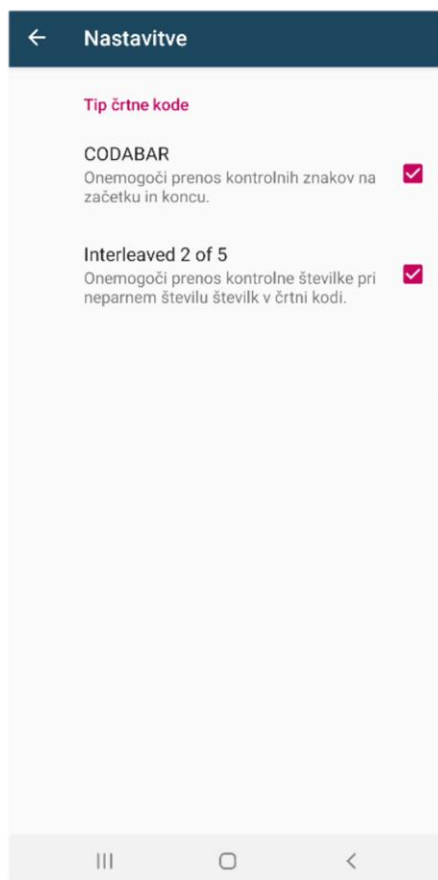 Nastavitve
Tip črtne kode
CODABAR
Onemogoči prenos kontrolnih znakov na
začetku in koncu.
Interleaved 2 of 5
Onemogoči prenos kontrolne številke pri
neparnem številu številk v črtni kodi.